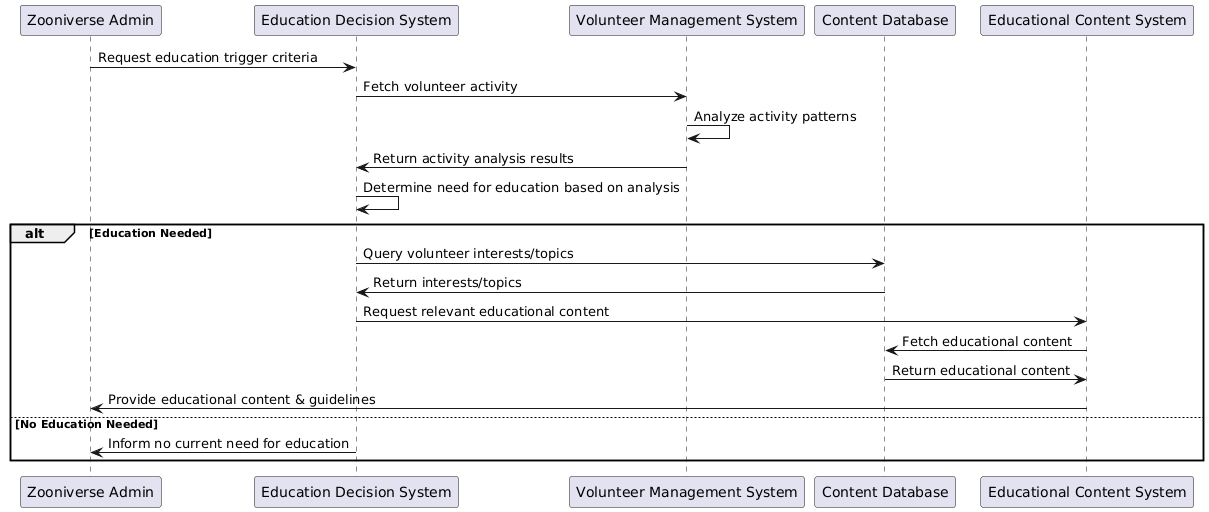 Zooniverse Admin
Education Decision System
Volunteer Management System
Content Database
Educational Content System
Request education trigger criteria
Fetch volunteer activity
Analyze activity patterns
Return activity analysis results
Determine need for education based on analysis
alt
[Education Needed]
Query volunteer interests/topics
Return interests/topics
Request relevant educational content
Fetch educational content
Return educational content
Provide educational content & guidelines
[No Education Needed]
Inform no current need for education
Zooniverse Admin
Education Decision System
Volunteer Management System
Content Database
Educational Content System